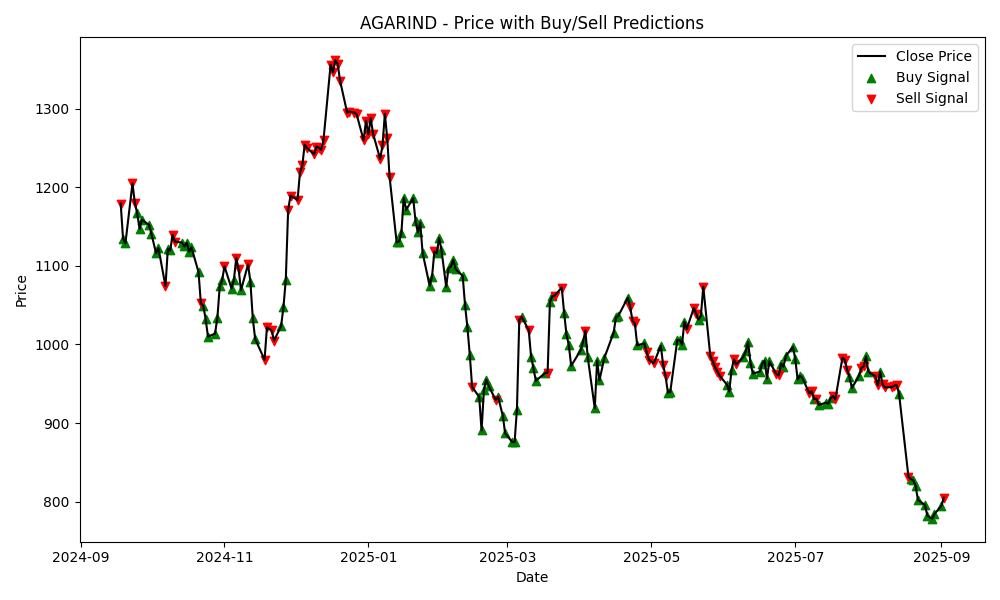 AGARIND - Price with Buy/Sell Predictions
Close Price
Buy Signal
Sell Signal
Price
1300
1200
1100
1000
900
800
2024-09
2024-11
2025-01
2025-03
2025-05
2025-07
2025-09
Date